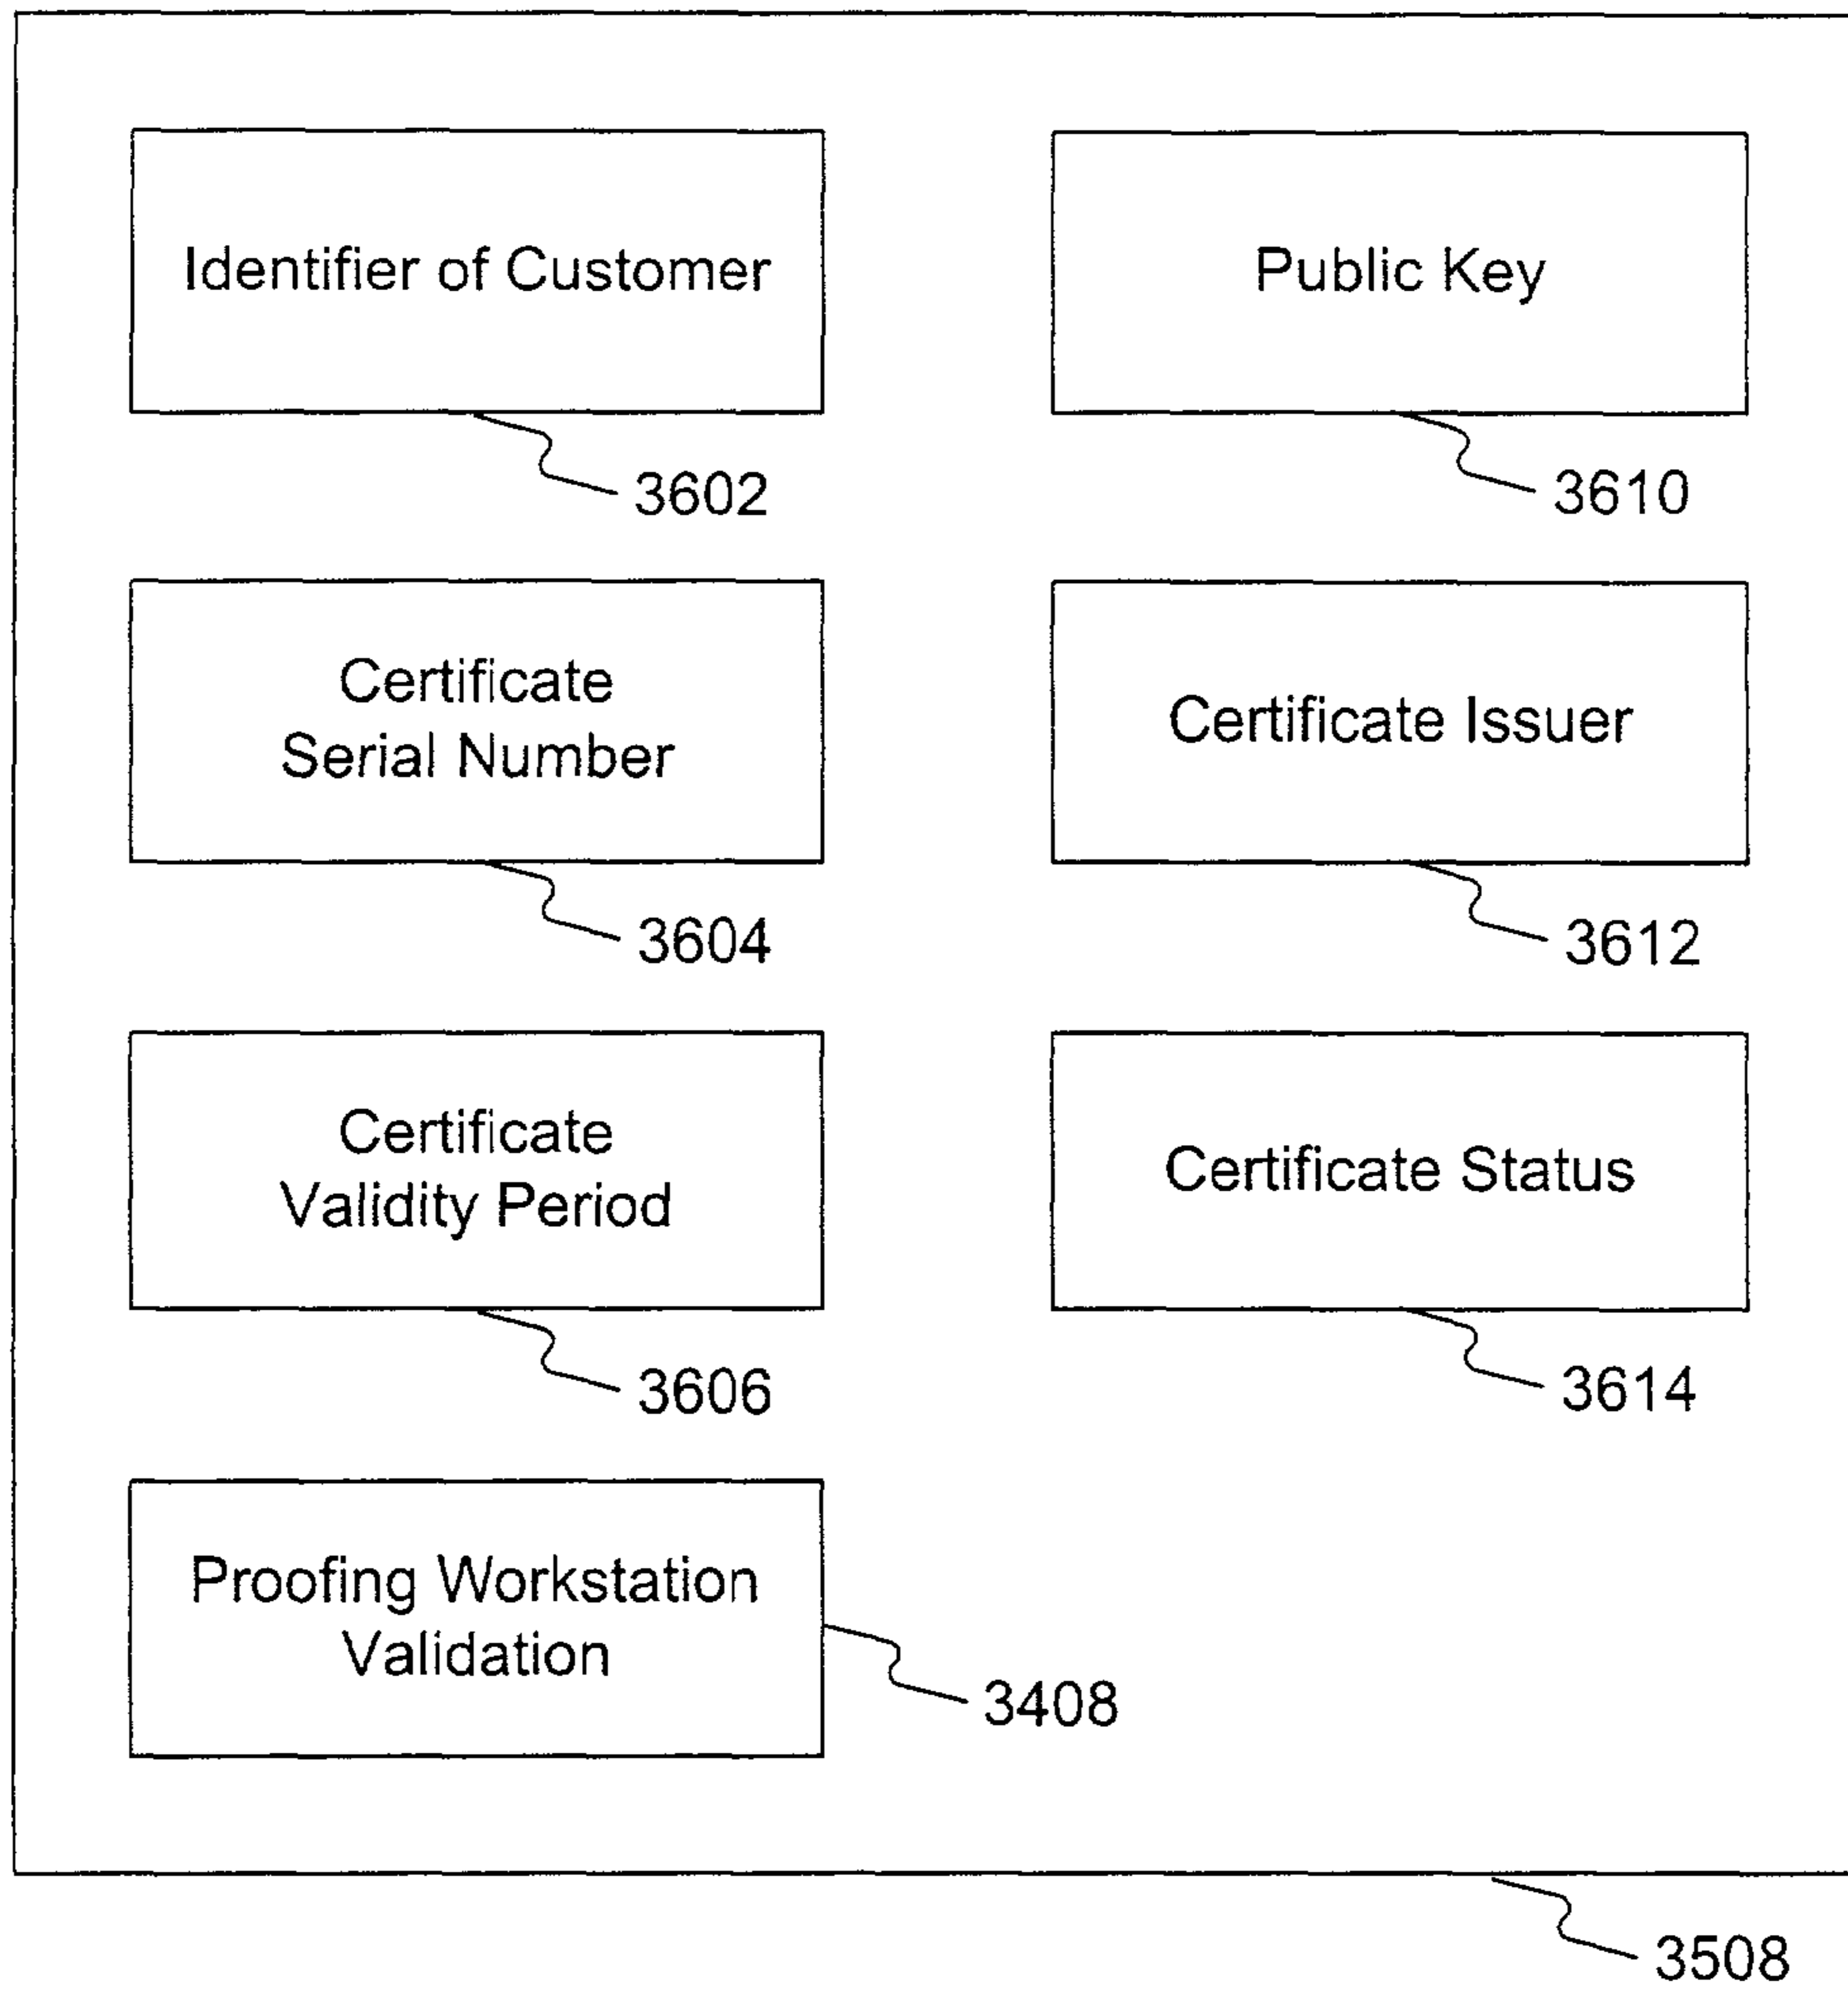 Identifier of Customer
3602
Public Key
3610
Certificate
Serial Number
3604
Certificate Issuer
3612
Certificate
Validity Period
3606
Certificate Status
3614
Proofing Workstation
Validation
3408
3508